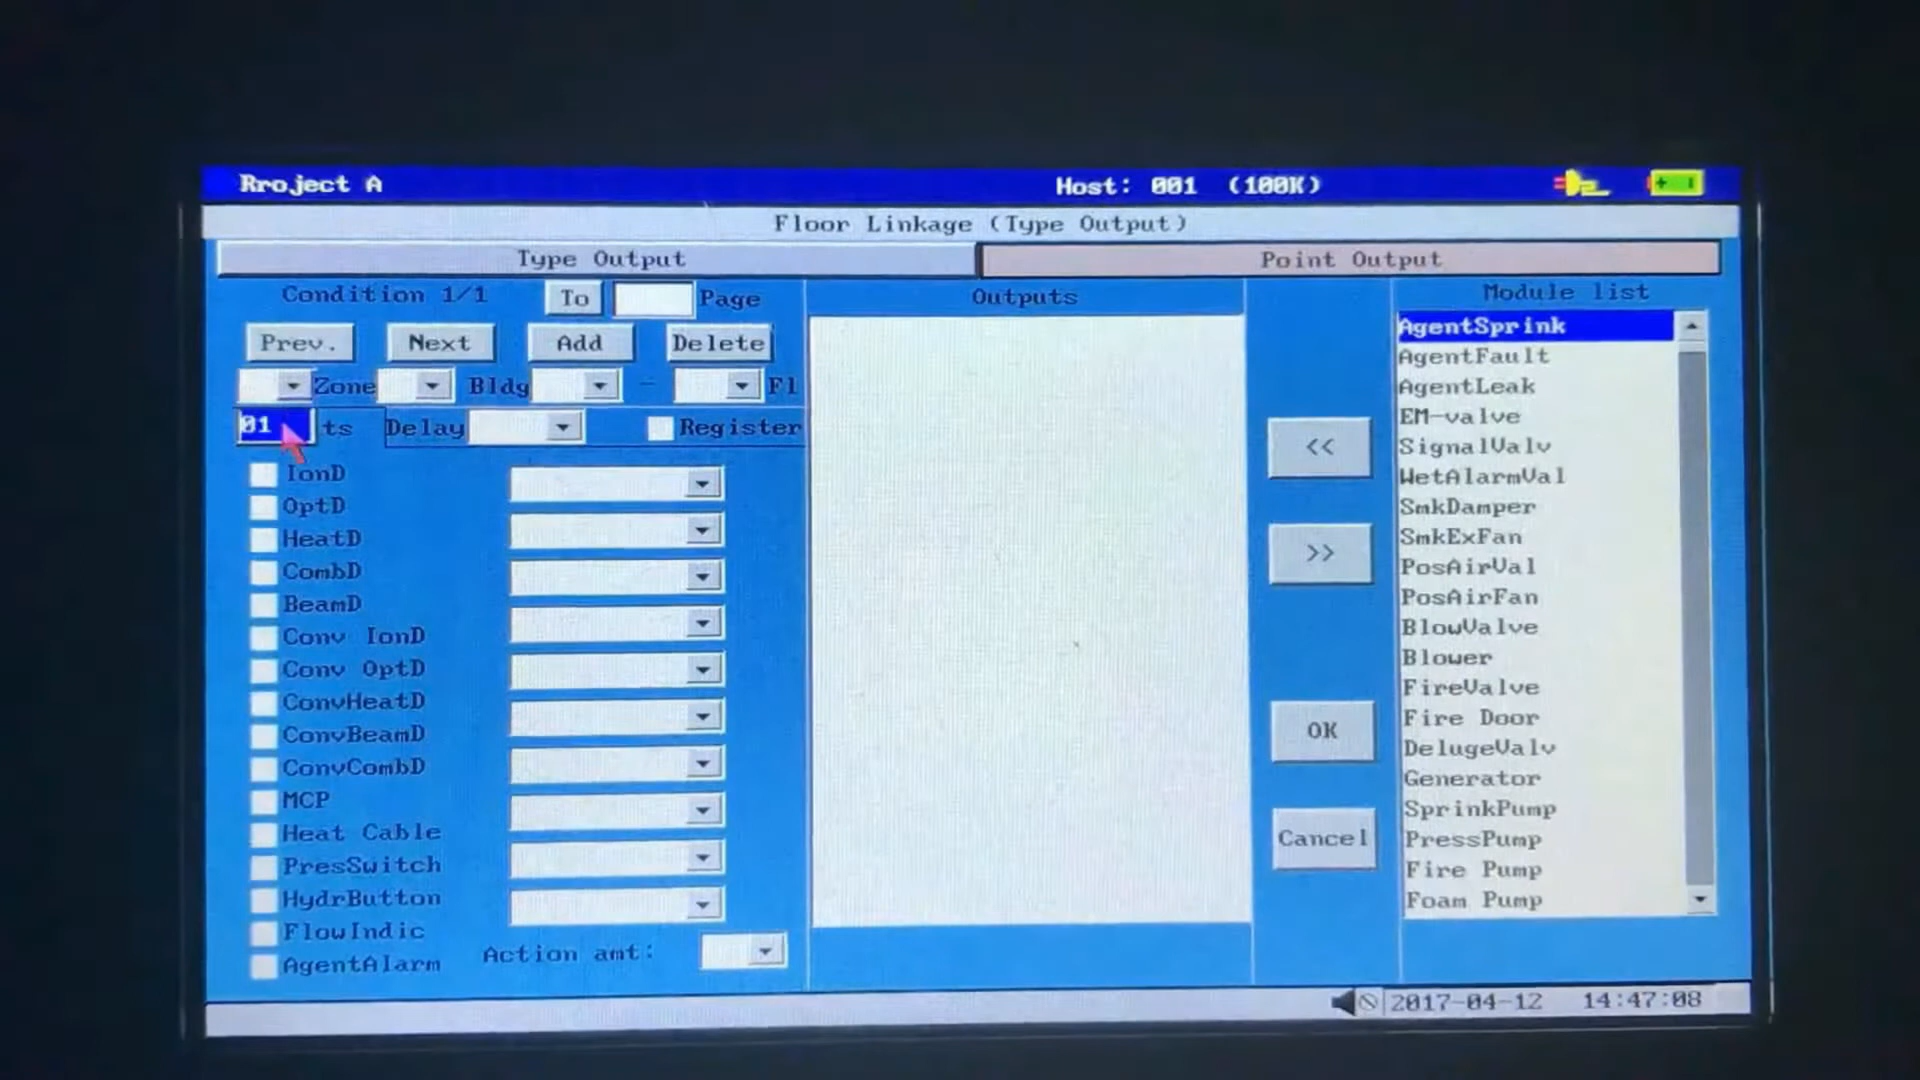 Rroject A
Host: 001 (100K)
Floor Linkage (Type Output)
Type Output
Point Output
Condition 1/1
To
Page
Prev.
Next
Add
Delete
Zone
Bldg
-
Fl
01
ts
Delay
Register
IonD
OptD
HeatD
CombD
BeamD
Conv IonD
Conv OptD
ConvHeatD
ConvBeamD
ConvCombD
MCP
Heat Cable
PresSwitch
HydrButton
FlowIndic
AgentAlarm
Action amt:
Outputs
<<
>>
OK
Cancel
Module list
AgentSprink
AgentFault
AgentLeak
EM-valve
SignalValv
WetAlarmVal
SmkDamper
SmkExFan
PosAirVal
PosAirFan
BlowValve
Blower
FireValve
Fire Door
DelugeValv
Generator
SprinkPump
PressPump
Fire Pump
Foam Pump
2017-04-12 14:47:08